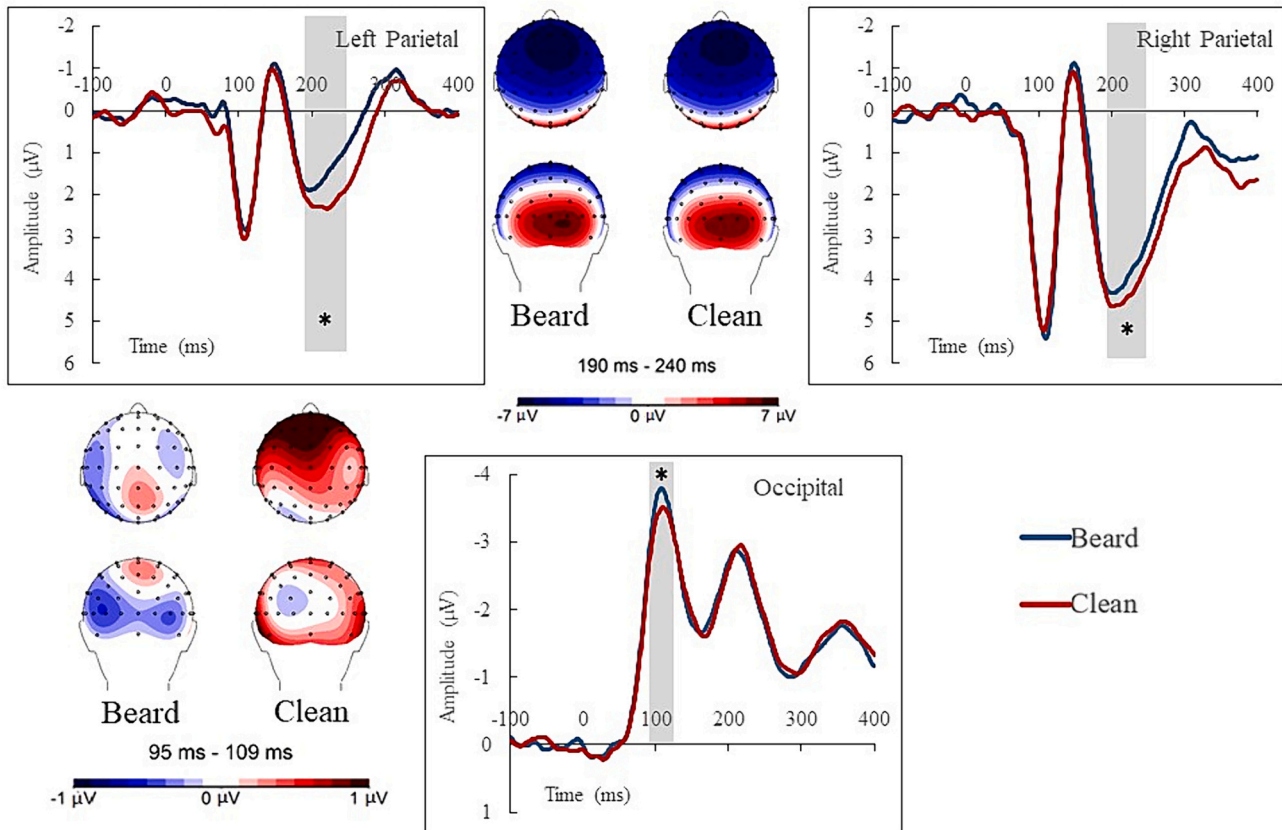 -2
Left Parietal
-1
-100 0 100 200 300 400
0
1
2
3
4
5
6
Amplitude (µV)
*
Time (ms)
Beard Clean
190 ms - 240 ms
-7 µV 0 µV 7 µV
-2
Right Parietal
-1
-100 0 100 200 300 400
0
1
2
3
4
5
6
Amplitude (µV)
*
Time (ms)
Beard Clean
95 ms - 109 ms
-1 µV 0 µV 1 µV
-4
*
Occipital
-3
-2
-1
-100 0 100 200 300 400
0
1
Amplitude (µV)
Time (ms)
Beard
Clean